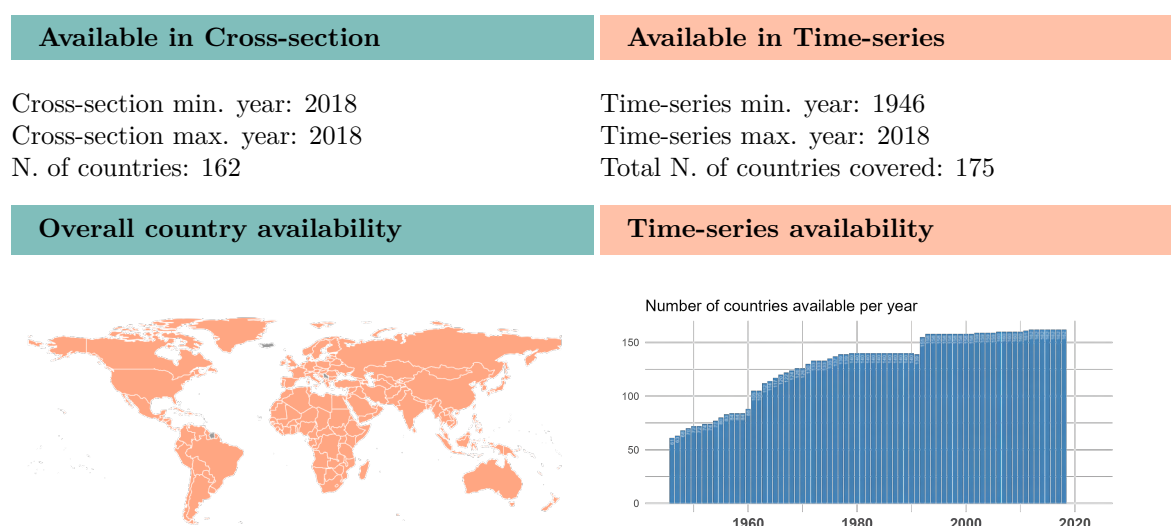 Available in Cross-section
Available in Time-series
Cross-section min. year: 2018
Cross-section max. year: 2018
N. of countries: 162
Time-series min. year: 1946
Time-series max. year: 2018
Total N. of countries covered: 175
Overall country availability
Time-series availability
Number of countries available per year
150
100
50
0
1960 1980 2000 2020